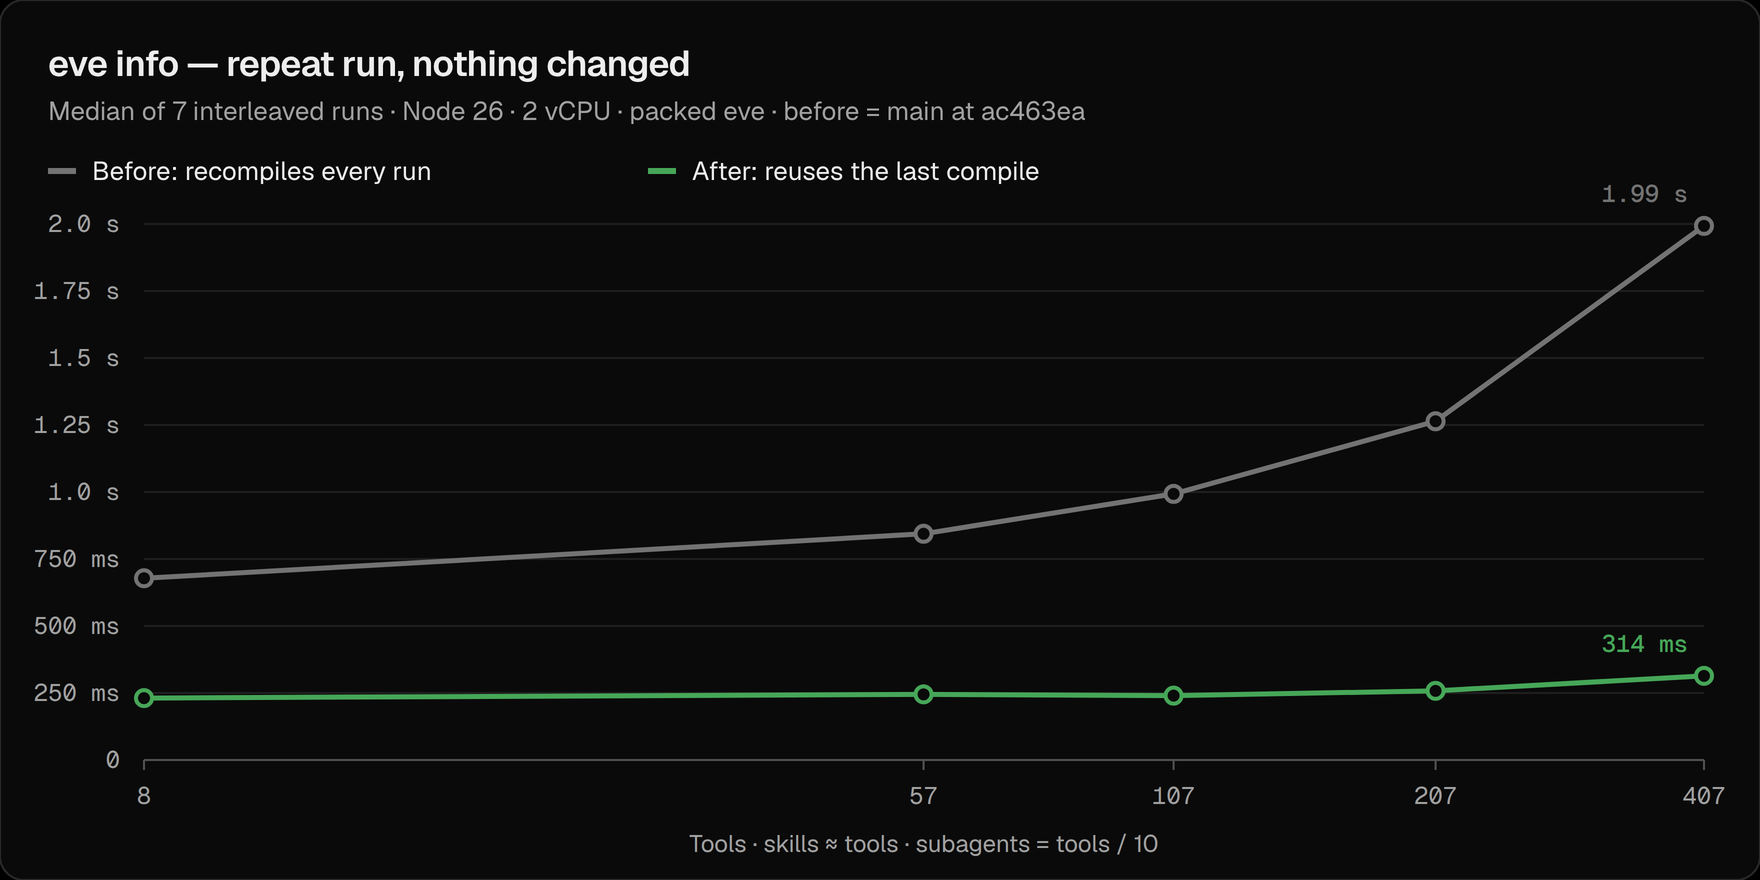 eve info — repeat run, nothing changed
Median of 7 interleaved runs · Node 26 · 2 vCPU · packed eve · before = main at ac463ea
Before: recompiles every run
After: reuses the last compile
1.99 s
2.0 s
1.75 s
1.5 s
1.25 s
1.0 s
750 ms
500 ms
314 ms
250 ms
0
8 57 107 207 407
Tools · skills ≈ tools · subagents = tools / 10